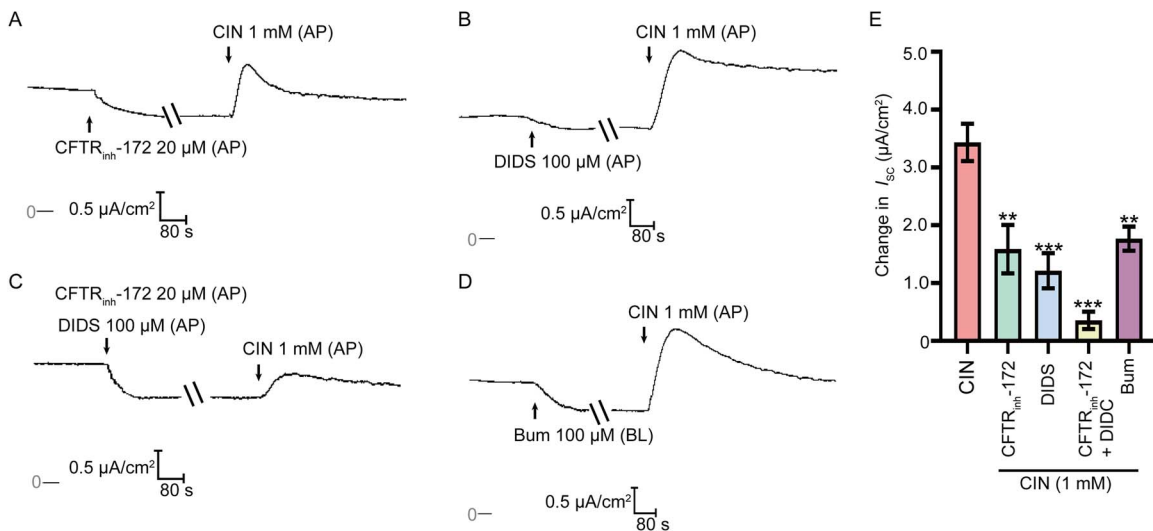 A
CIN 1 mM (AP)
CFTRinh-172 20 µM (AP)
0
0.5 µA/cm²
80 s
B
CIN 1 mM (AP)
DIDS 100 µM (AP)
0.5 µA/cm²
0
80 s
C
CFTRinh-172 20 µM (AP)
DIDS 100 µM (AP)
CIN 1 mM (AP)
0.5 µA/cm²
0
80 s
D
CIN 1 mM (AP)
Bum 100 µM (BL)
0.5 µA/cm²
0
80 s
E
Change in Isc (µA/cm²)
5.0
4.0
3.0
2.0
1.0
0
**
***
***
**
CIN
CFTRinh-172
DIDS
CFTRinh-172
+ DIDC
Bum
CIN (1 mM)